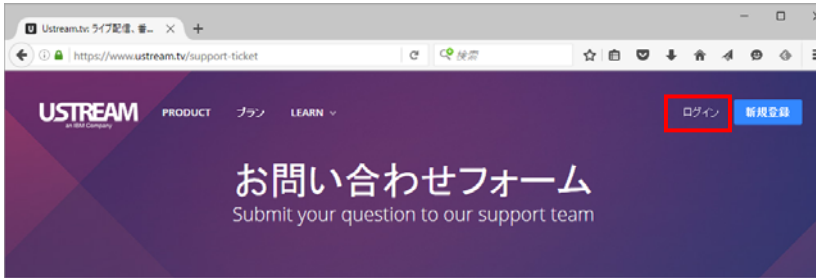 Ustream.tv: ライブ配信、番...
https://www.ustream.tv/support-ticket
検索
USTREAM
an IBM Company
PRODUCT
プラン
LEARN
ログイン
新規登録
お問い合わせフォーム
Submit your question to our support team